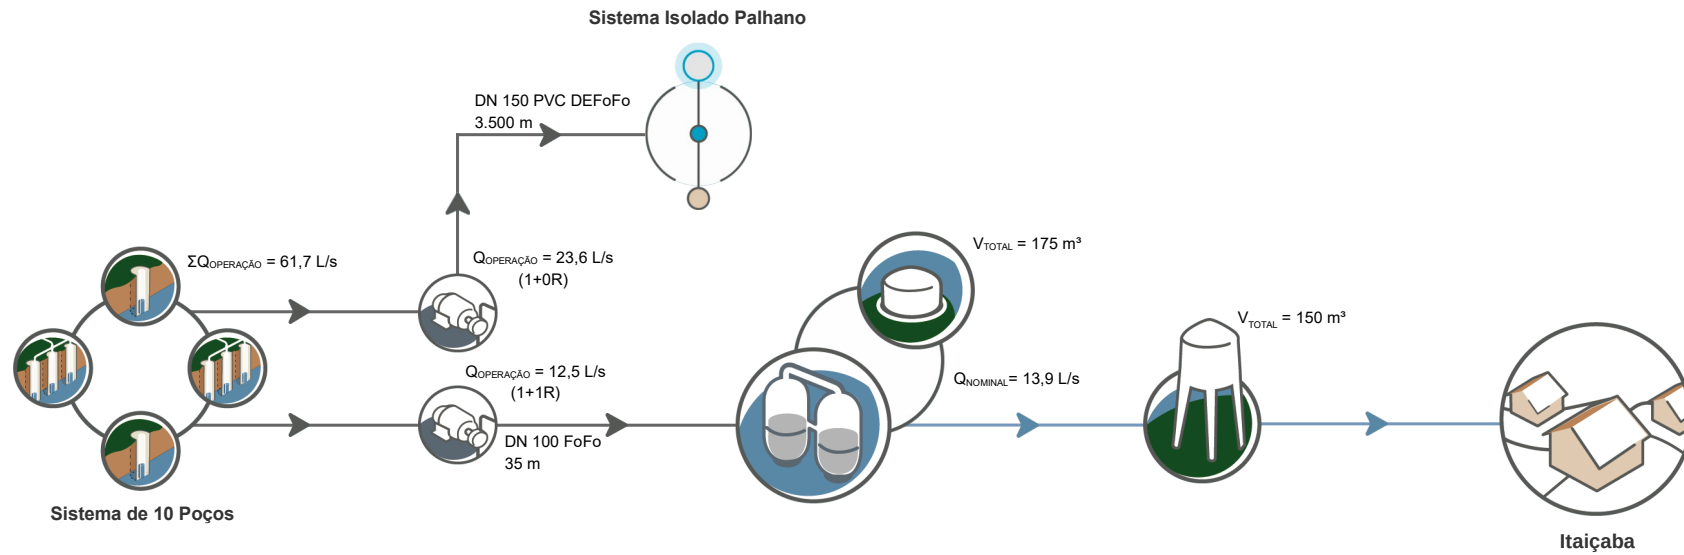 Sistema Isolado Palhano
DN 150 PVC DEFoFo
3.500 m
ΣQOPERAÇÃO = 61,7 L/s
QOPERAÇÃO = 23,6 L/s
(1+0R)
VTOTAL = 175 m³
VTOTAL = 150 m³
QOPERAÇÃO = 12,5 L/s
(1+1R)
QNOMINAL= 13,9 L/s
DN 100 FoFo
35 m
Sistema de 10 Poços
Itaiçaba